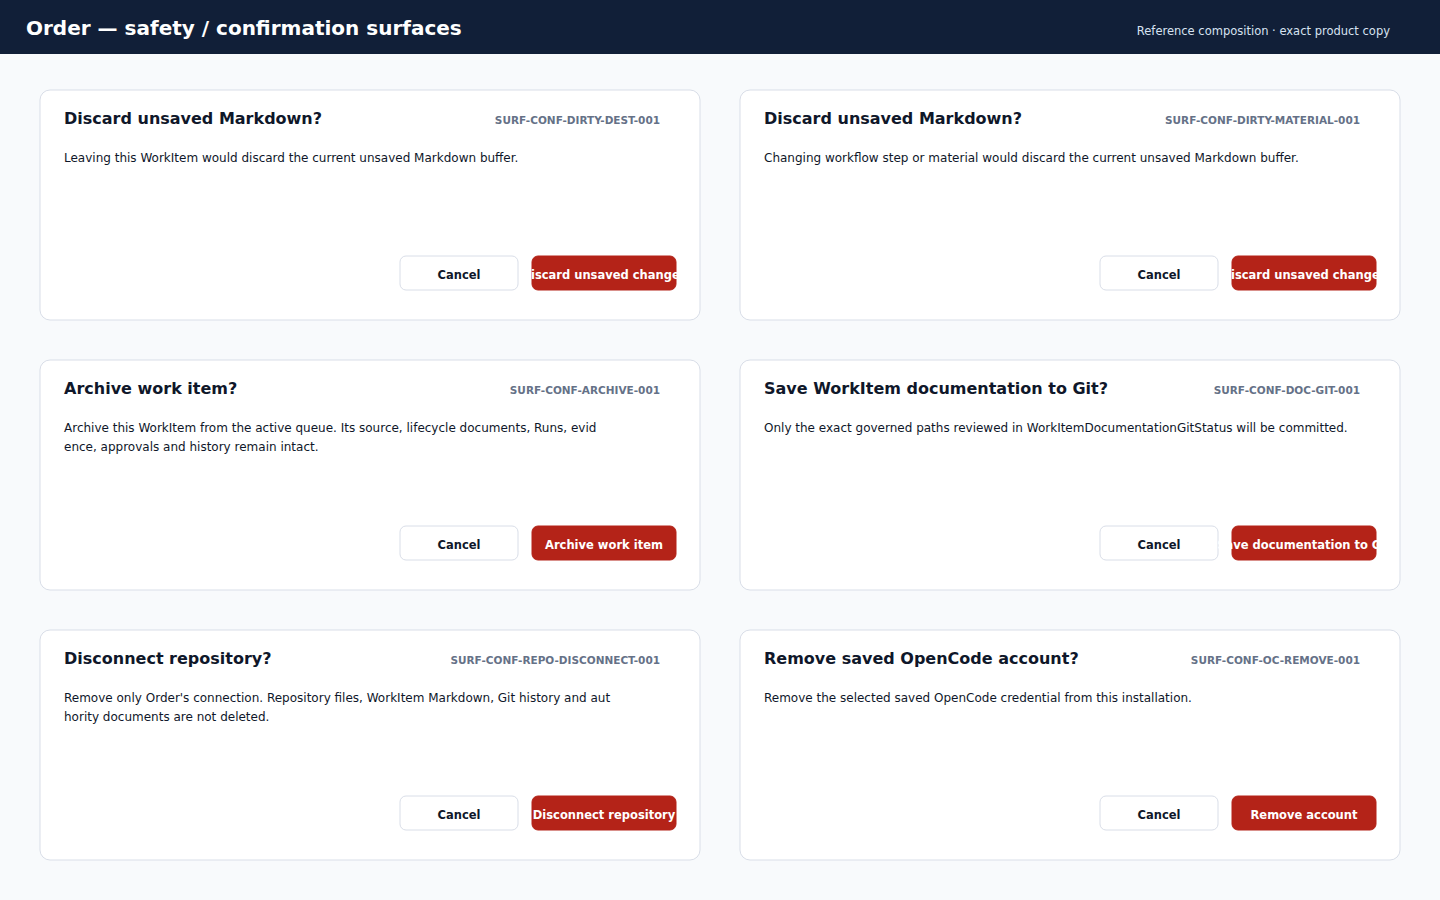 Order — safety / confirmation surfaces
Reference composition · exact product copy
Discard unsaved Markdown?
SURF-CONF-DIRTY-DEST-001
Leaving this WorkItem would discard the current unsaved Markdown buffer.
Cancel
iscard unsaved change
Discard unsaved Markdown?
SURF-CONF-DIRTY-MATERIAL-001
Changing workflow step or material would discard the current unsaved Markdown buffer.
Cancel
iscard unsaved change
Archive work item?
SURF-CONF-ARCHIVE-001
Archive this WorkItem from the active queue. Its source, lifecycle documents, Runs, evid
ence, approvals and history remain intact.
Cancel
Archive work item
Save WorkItem documentation to Git?
SURF-CONF-DOC-GIT-001
Only the exact governed paths reviewed in WorkItemDocumentationGitStatus will be committed.
Cancel
ve documentation to G
Disconnect repository?
SURF-CONF-REPO-DISCONNECT-001
Remove only Order's connection. Repository files, WorkItem Markdown, Git history and aut
hority documents are not deleted.
Cancel
Disconnect repository
Remove saved OpenCode account?
SURF-CONF-OC-REMOVE-001
Remove the selected saved OpenCode credential from this installation.
Cancel
Remove account